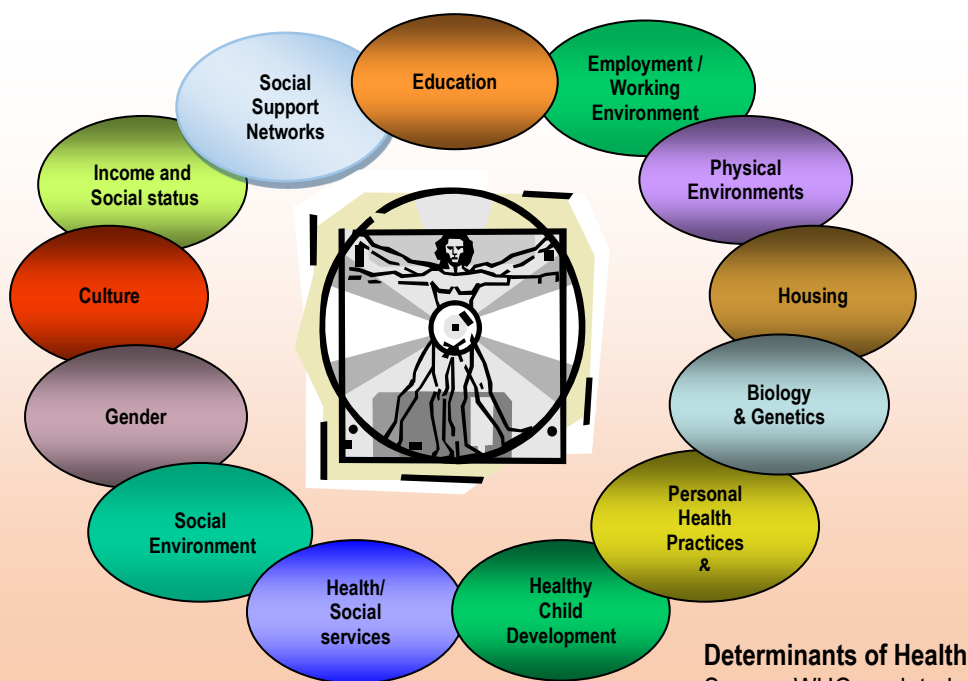 Education
Employment /
Working
Environment
Social
Support
Networks
Physical
Environments
Income and
Social status
Culture
Housing
Biology
& Genetics
Gender
Personal
Health
Practices
&
Social
Environment
Health/
Social
services
Healthy
Child
Development
Determinants of Health